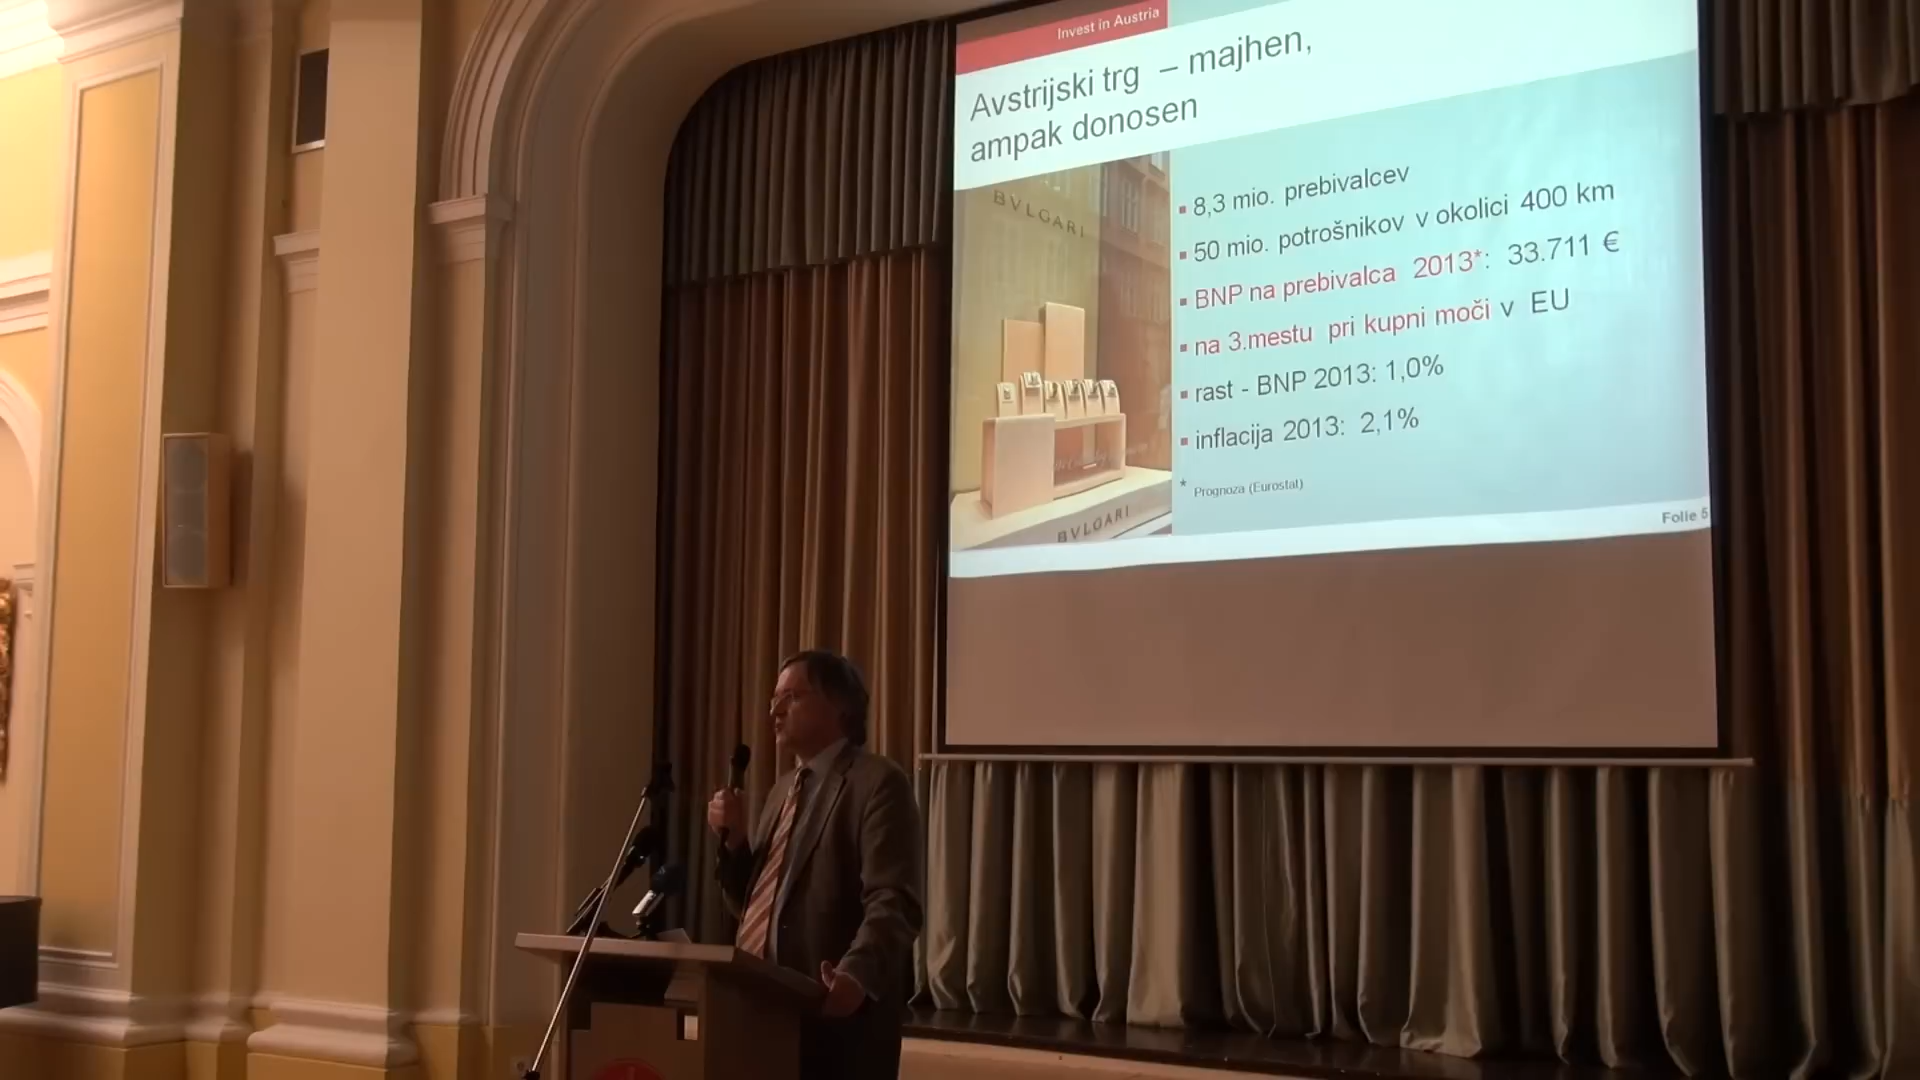 Invest in Austria
Avstrijski trg – majhen,
ampak donosen
BVLGARI
8,3 mio. prebivalcev
50 mio. potrošnikov v okolici 400 km
BNP na prebivalca 2013*: 33.711 €
na 3.mestu pri kupni moči v EU
rast - BNP 2013: 1,0%
inflacija 2013: 2,1%
* Prognoza (Eurostat)
BVLGARI
Folie 5